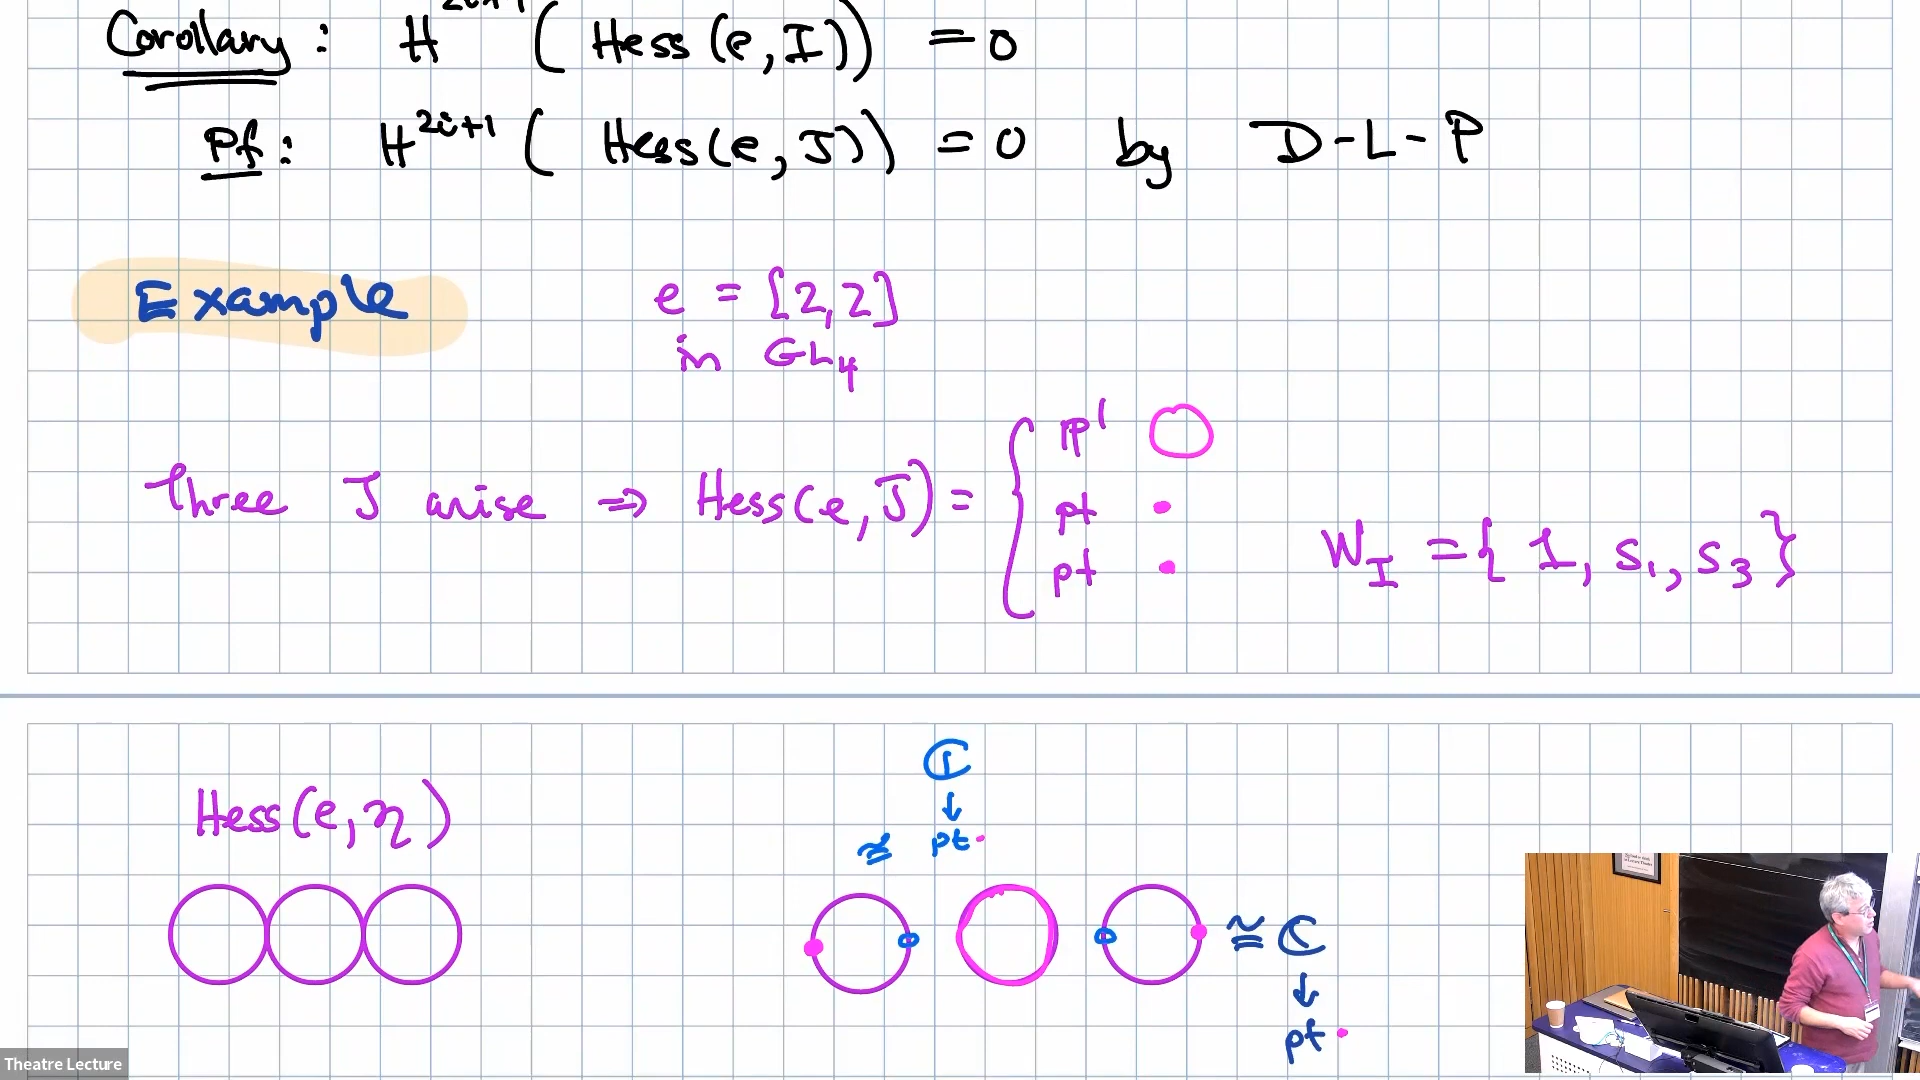 Corollary: H^{2i+1} (Hess(e, I)) = 0
Pf: H^{2i+1} (Hess(e, J)) = 0 by D-L-P
Example e = [2,2]
in GL_4
Three J arise ⇒ Hess(e, J) = {
ℙ^1
pt
pt
W_I = { 1, s_1, s_3 }
Hess(e, η)
ℂ
↓
≅ pt
≅ ℂ
↓
pt
Theatre Lecture